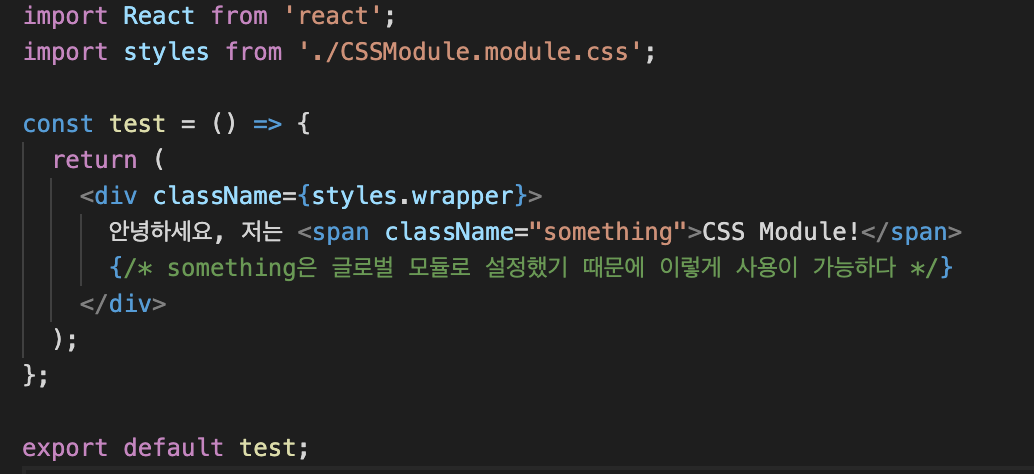 import React from 'react';
import styles from './CSSModule.module.css';
const test = () => {
return (
<div className={styles.wrapper}>
안녕하세요, 저는 <span className="something">CSS Module!</span>
{/* something은 글로벌 모듈로 설정했기 때문에 이렇게 사용이 가능하다 */}
</div>
);
};
export default test;